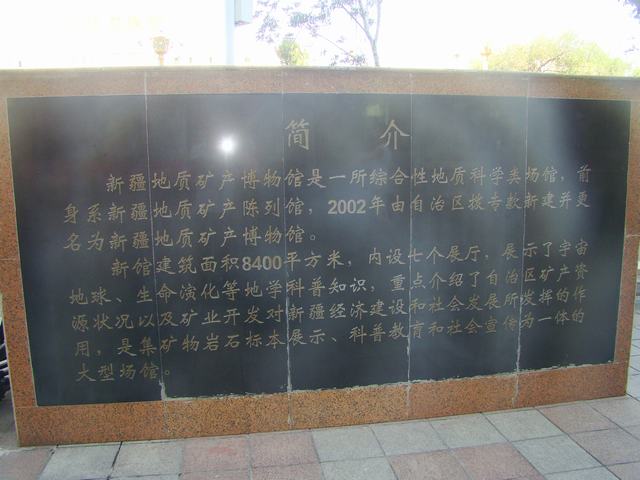 简 介
新疆地质矿产博物馆是一所综合性地质科学类场馆，前
身系新疆地质矿产陈列馆，2002年由自治区拨专款新建并更
名为新疆地质矿产博物馆。
新馆建筑面积8400平方米，内设七个展厅，展示了宇宙
地球、生命演化等地学科普知识，重点介绍了自治区矿产资
源状况以及矿业开发对新疆经济建设和社会发展所发挥的作
用，是集矿物岩石标本展示、科普教育和社会宣传为一体的
大型场馆。